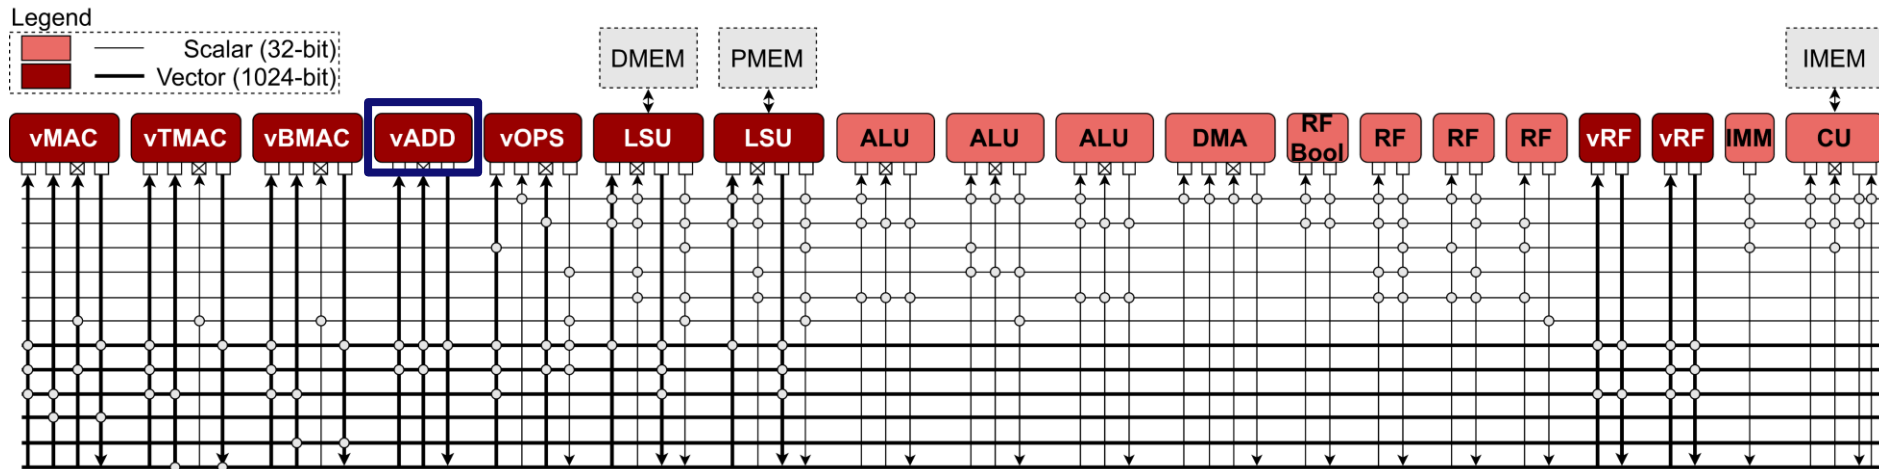 Legend
Scalar (32-bit)
Vector (1024-bit)
DMEM
PMEM
IMEM
vMAC
vTMAC
vBMAC
vADD
vOPS
LSU
LSU
ALU
ALU
ALU
DMA
RF
Bool
RF
RF
RF
vRF
vRF
IMM
CU